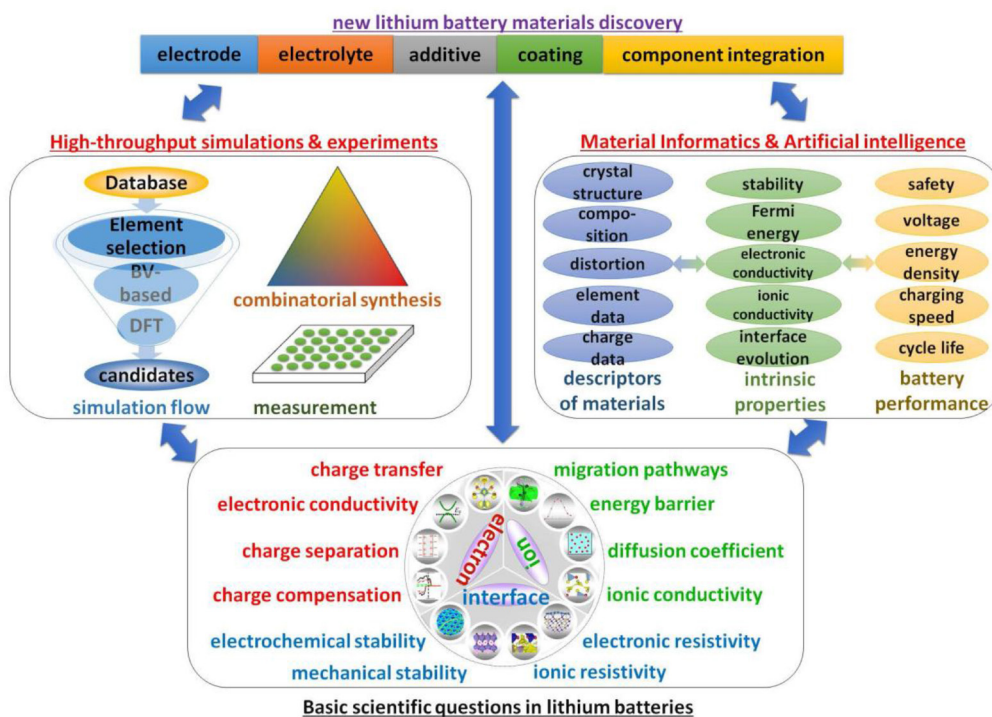 new lithium battery materials discovery
electrode electrolyte additive coating component integration
High-throughput simulations & experiments
Database
Element
selection
BV-
based
DFT
candidates
simulation flow
combinatorial synthesis
measurement
Material Informatics & Artificial intelligence
crystal
structure
compo-
sition
distortion
element
data
charge
data
descriptors
of materials
stability
Fermi
energy
electronic
conductivity
ionic
conductivity
interface
evolution
intrinsic
properties
safety
voltage
energy
density
charging
speed
cycle life
battery
performance
charge transfer
electronic conductivity
charge separation
charge compensation
electrochemical stability
mechanical stability
electron
ion
interface
migration pathways
energy barrier
diffusion coefficient
ionic conductivity
electronic resistivity
ionic resistivity
Basic scientific questions in lithium batteries